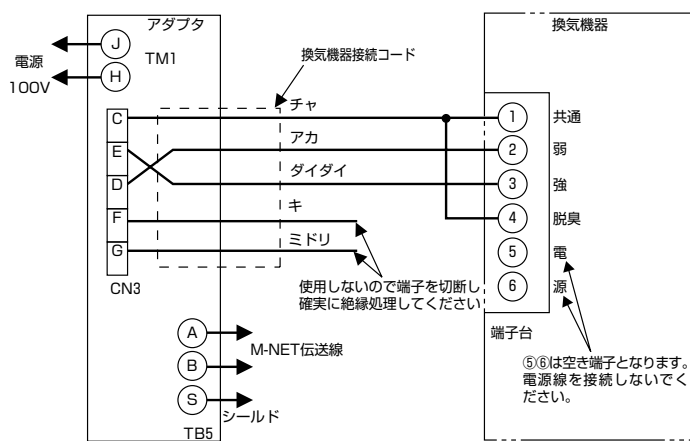 アダプタ
換気機器
J
TM1
電源
100V
H
換気機器接続コード
C
チャ
1
共通
E
アカ
2
弱
D
ダイダイ
3
強
F
キ
4
脱臭
G
ミドリ
5
電
CN3
使用しないので端子を切断し
確実に絶縁処理してください
6
源
端子台
A
M-NET伝送線
B
⑤⑥は空き端子となります。
電源線を接続しないでく
ださい。
S
シールド
TB5